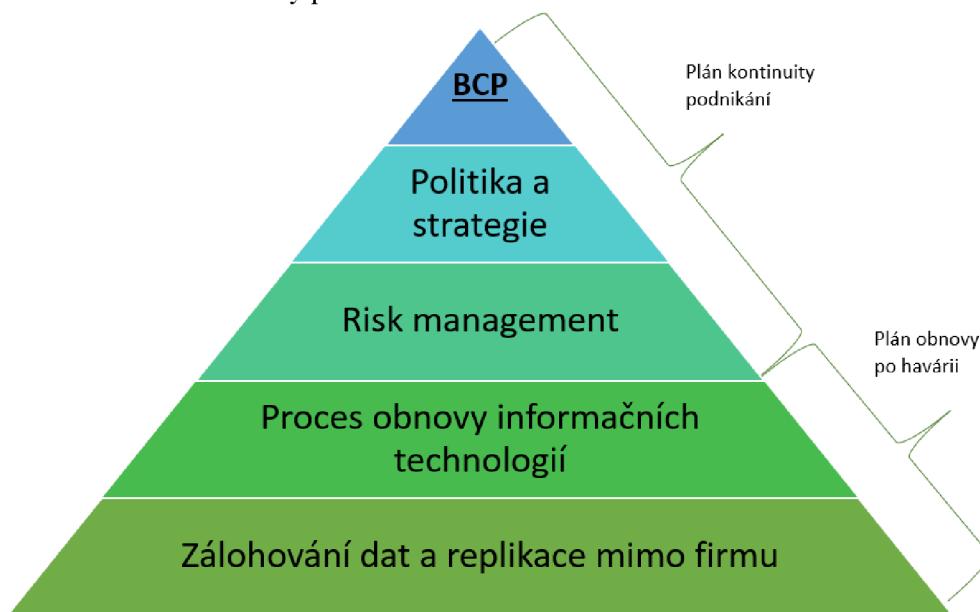 BCP
Plán kontinuity
podnikání
Politika a
strategie
Risk management
Plán obnovy
po havárii
Proces obnovy informačních
technologií
Zálohování dat a replikace mimo firmu